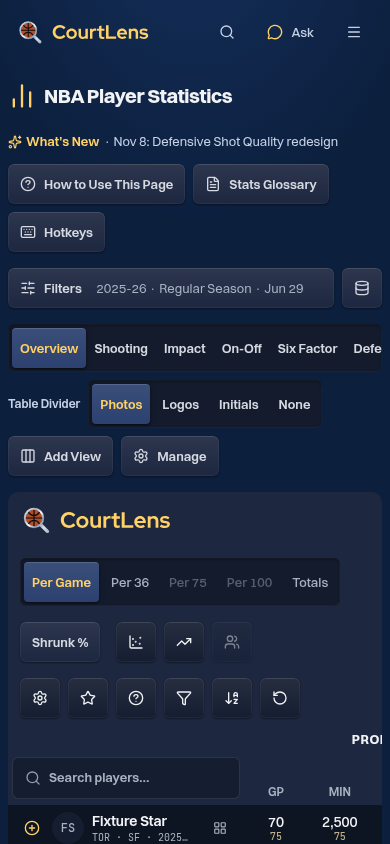 CourtLens
Ask
NBA Player Statistics
What's New · Nov 8: Defensive Shot Quality redesign
How to Use This Page
Stats Glossary
Hotkeys
Filters 2025-26 · Regular Season · Jun 29
Overview Shooting Impact On-Off Six Factor Defe
Table Divider Photos Logos Initials None
Add View Manage
CourtLens
Per Game Per 36 Per 75 Per 100 Totals
Shrunk %
PROI
Search players... GP MIN
FS Fixture Star 70 2,500
TOR · SF · 2025… 75 75